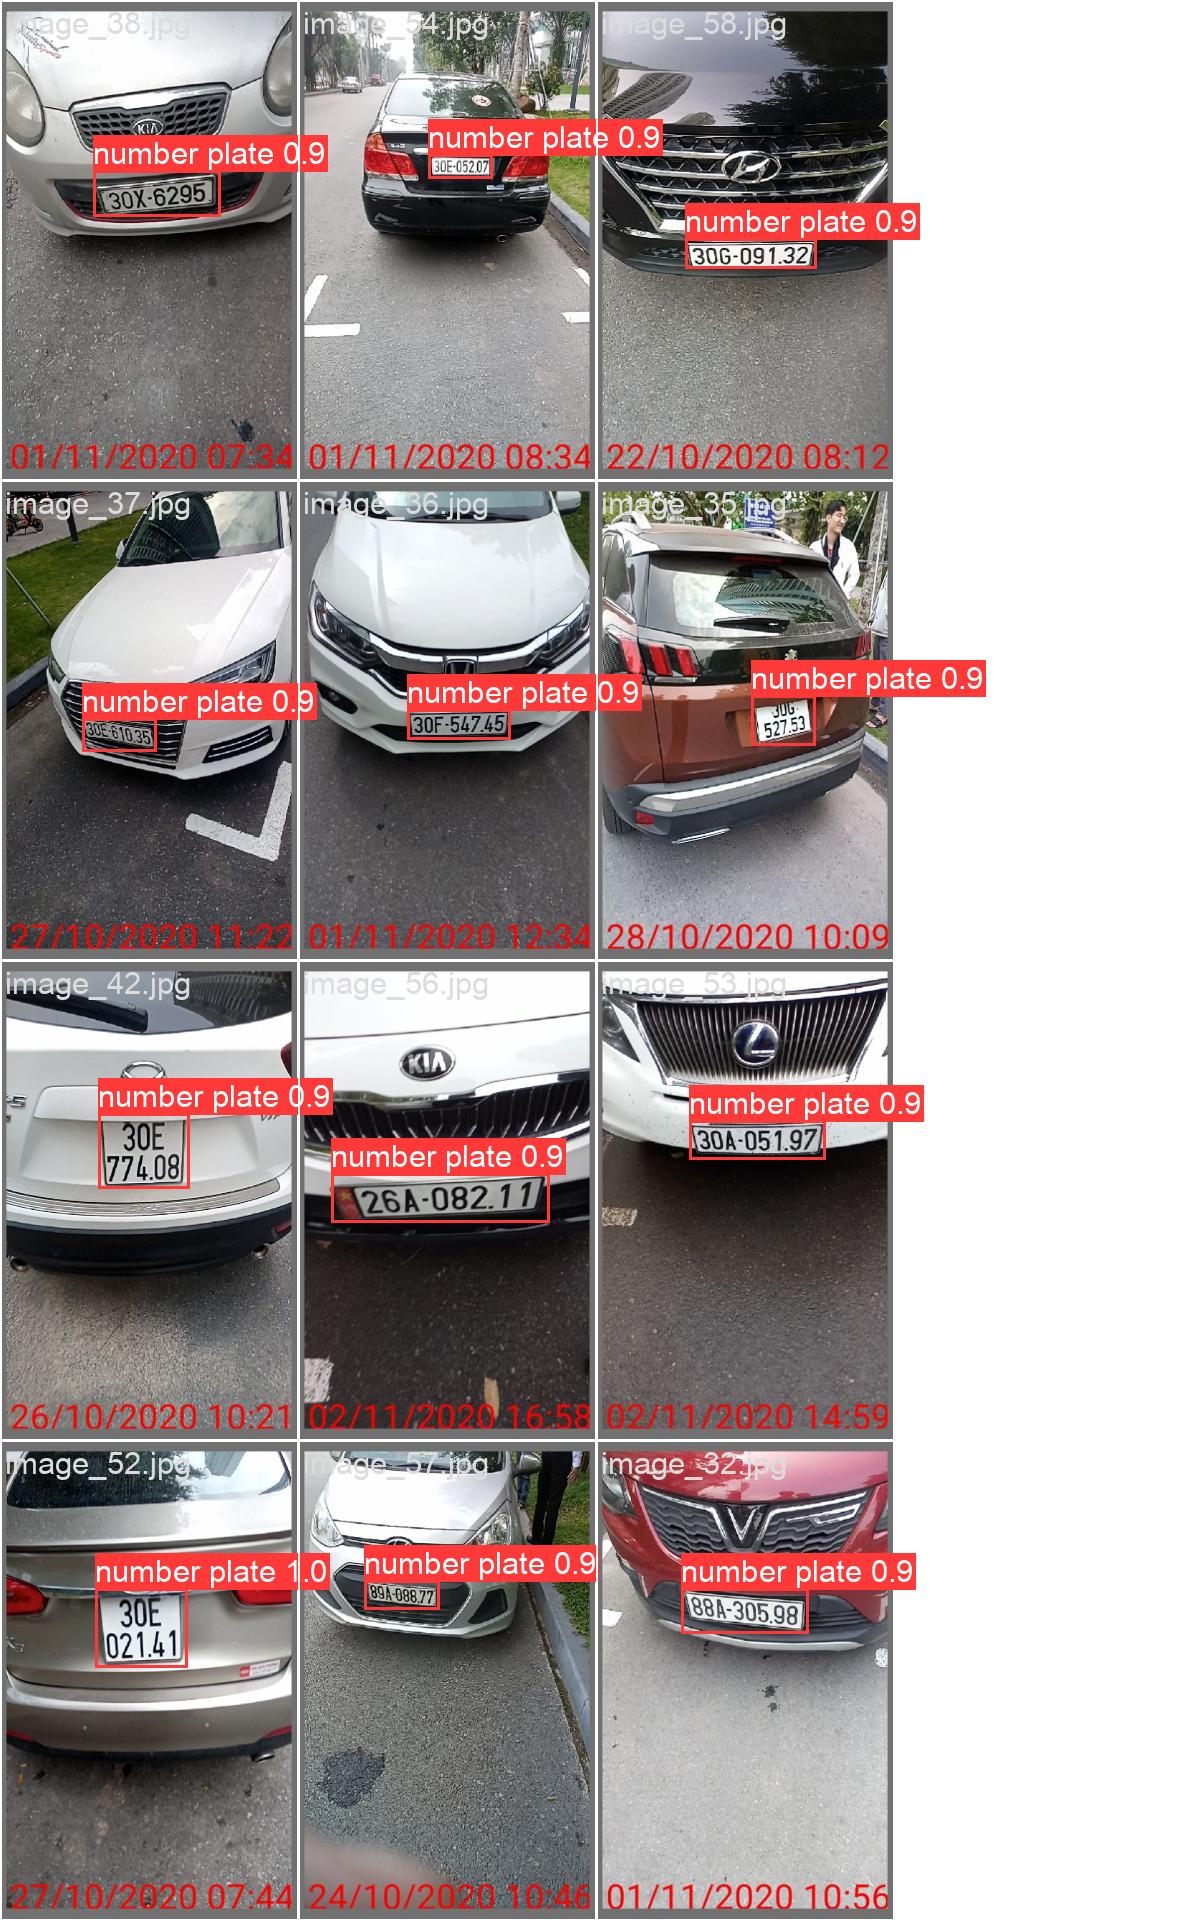 image_38.jpg
KIA
number plate 0.9
30X-6295
01/11/2020 07:34
image_54.jpg
number plate 0.9
30E-052.07
01/11/2020 08:34
image_58.jpg
number plate 0.9
30G-091.32
22/10/2020 08:12
image_37.jpg
number plate 0.9
30E-610.35
27/10/2020 11:22
image_36.jpg
number plate 0.9
30F-547.45
01/11/2020 12:34
image_35.jpg
number plate 0.9
30G
527.53
28/10/2020 10:09
image_42.jpg
number plate 0.9
30E
774.08
26/10/2020 10:21
image_56.jpg
KIA
number plate 0.9
26A-082.11
02/11/2020 16:58
image_53.jpg
number plate 0.9
30A-051.97
02/11/2020 14:59
image_52.jpg
number plate 1.0
30E
021.41
27/10/2020 07:44
image_57.jpg
number plate 0.9
89A-088.77
24/10/2020 10:46
image_32.jpg
number plate 0.9
88A-305.98
01/11/2020 10:56